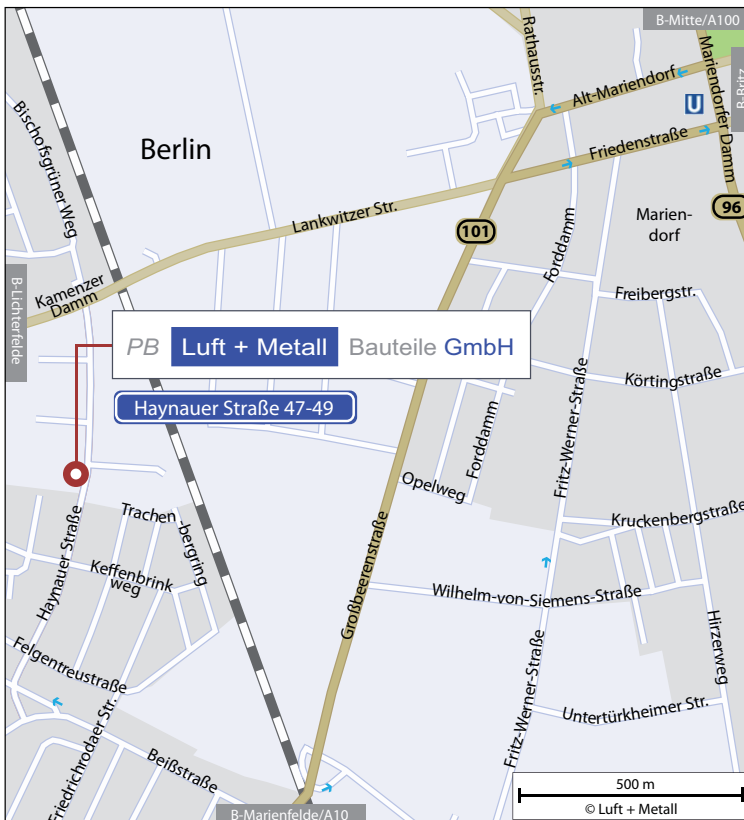 B-Mitte/A100
Rathausstr.
Alt-Mariendorf
Mariendorfer Damm
B-Britz
U
Bischofsgrüner Weg
Berlin
Friedenstraße
Lankwitzer Str.
101
96
Marien-
dorf
Forddamm
B-Lichterfelde
Kamenzer
Damm
Freibergstr.
PB Luft + Metall Bauteile GmbH
Körtingstraße
Haynauer Straße 47-49
Forddamm
Fritz-Werner-Straße
Opelweg
Haynauer Straße
Trachen
-bergring
Kruckenbergstraße
Keffenbrink
weg
Großbeerenstraße
Wilhelm-von-Siemens-Straße
Hirzerweg
Felgentreustraße
Fritz-Werner-Straße
Untertürkheimer Str.
Friedrichrodaer Str.
Beißstraße
500 m
© Luft + Metall
B-Marienfelde/A10